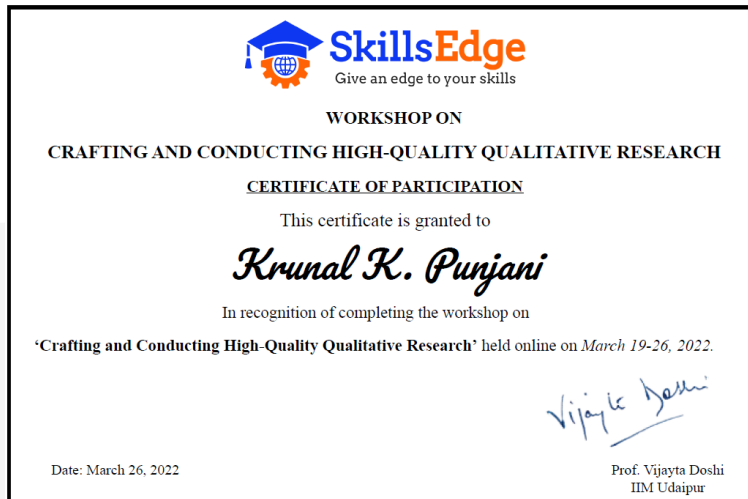 SkillsEdge
Give an edge to your skills
WORKSHOP ON
CRAFTING AND CONDUCTING HIGH-QUALITY QUALITATIVE RESEARCH
CERTIFICATE OF PARTICIPATION
This certificate is granted to
Krunal K. Punjani
In recognition of completing the workshop on
‘Crafting and Conducting High-Quality Qualitative Research’ held online on March 19-26, 2022.
Vijayta Doshi
Date: March 26, 2022
Prof. Vijayta Doshi
IIM Udaipur